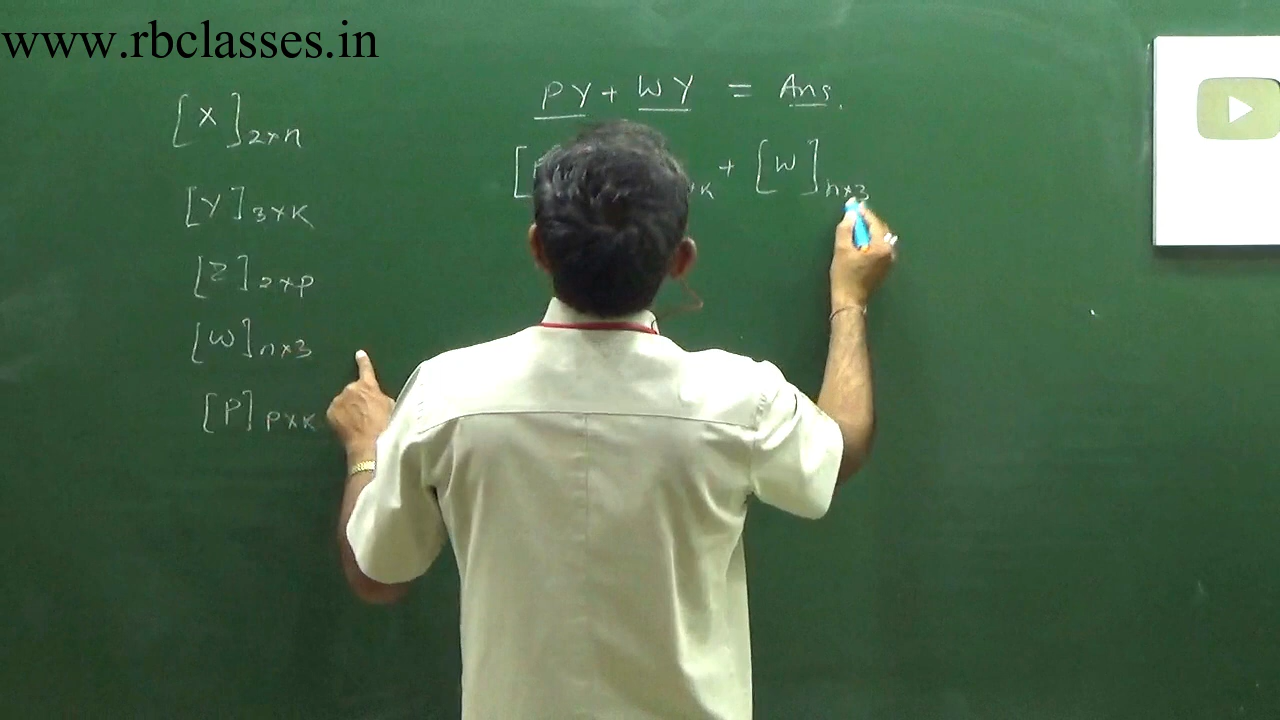 www.rbclasses.in
PY + WY = Ans.
[X]2×n
[ K + [W]n×3
[Y]3×K
[Z]2×P
[W]n×3
[P]P×K